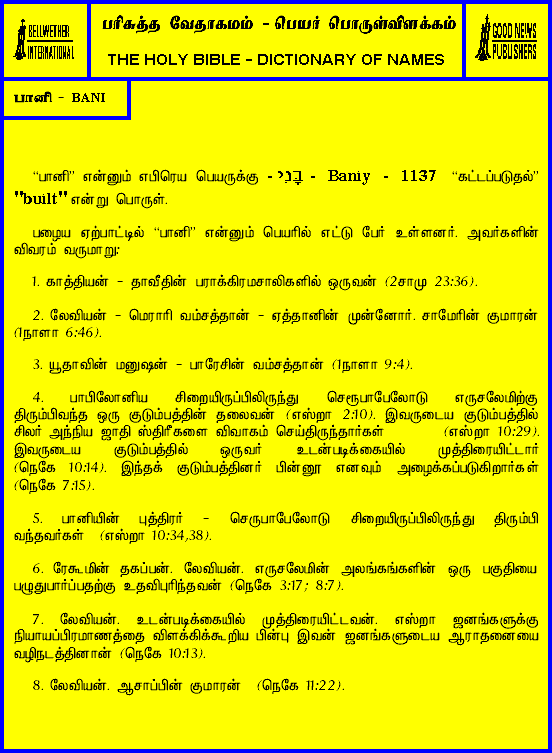 BELLWETHER
INTERNATIONAL
பரிசுத்த வேதாகமம் - பெயர் பொருள்விளக்கம்
THE HOLY BIBLE - DICTIONARY OF NAMES
GOOD NEWS
PUBLISHERS
பானி - BANI
“பானி” என்னும் எபிரெய பெயருக்கு - בָּנִי - Baniy - 1137 “கட்டப்படுதல்”
"built" என்று பொருள்.
பழைய ஏற்பாட்டில் “பானி” என்னும் பெயரில் எட்டு பேர் உள்ளனர். அவர்களின்
விவரம் வருமாறு:
1. காத்தியன் - தாவீதின் பராக்கிரமசாலிகளில் ஒருவன் (2சாமு 23:36).
2. லேவியன் - மெராரி வம்சத்தான் - ஏத்தானின் முன்னோர். சாமேரின் குமாரன்
(1நாளா 6:46).
3. யூதாவின் மனுஷன் - பாரேசின் வம்சத்தான் (1நாளா 9:4).
4. பாபிலோனிய சிறையிருப்பிலிருந்து செரூபாபேலோடு எருசலேமிற்கு
திரும்பிவந்த ஒரு குடும்பத்தின் தலைவன் (எஸ்றா 2:10). இவருடைய குடும்பத்தில்
சிலர் அந்நிய ஜாதி ஸ்திரீகளை விவாகம் செய்திருந்தார்கள் (எஸ்றா 10:29).
இவருடைய குடும்பத்தில் ஒருவர் உடன்படிக்கையில் முத்திரையிட்டார்
(நெகே 10:14). இந்தக் குடும்பத்தினர் பின்னூ எனவும் அழைக்கப்படுகிறார்கள்
(நெகே 7:15).
5. பானியின் புத்திரர் - செருபாபேலோடு சிறையிருப்பிலிருந்து திரும்பி
வந்தவர்கள் (எஸ்றா 10:34,38).
6. ரேகூமின் தகப்பன். லேவியன். எருசலேமின் அலங்கங்களின் ஒரு பகுதியை
பழுதுபார்ப்பதற்கு உதவிபுரிந்தவன் (நெகே 3:17; 8:7).
7. லேவியன். உடன்படிக்கையில் முத்திரையிட்டவன். எஸ்றா ஜனங்களுக்கு
நியாயப்பிரமாணத்தை விளக்கிக்கூறிய பின்பு இவன் ஜனங்களுடைய ஆராதனையை
வழிநடத்தினான் (நெகே 10:13).
8. லேவியன். ஆசாப்பின் குமாரன் (நெகே 11:22).